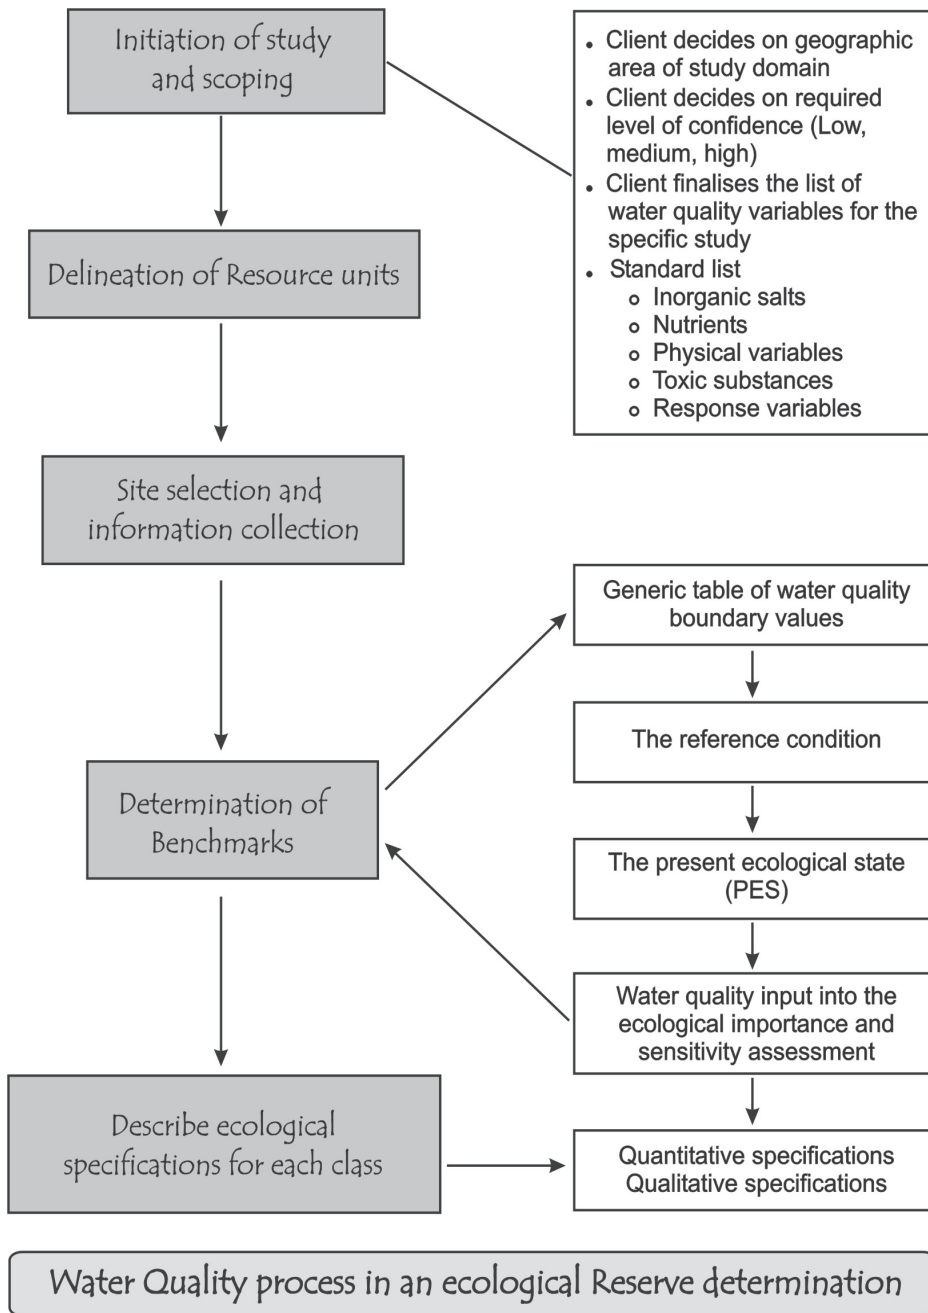 Initiation of study
and scoping
• Client decides on geographic
area of study domain
• Client decides on required
level of confidence (Low,
medium, high)
• Client finalises the list of
water quality variables for the
specific study
• Standard list
o Inorganic salts
o Nutrients
o Physical variables
o Toxic substances
o Response variables
Delineation of Resource units
Site selection and
information collection
Determination of
Benchmarks
Generic table of water quality
boundary values
The reference condition
The present ecological state
(PES)
Water quality input into the
ecological importance and
sensitivity assessment
Describe ecological
specifications for each class
Quantitative specifications
Qualitative specifications
Water Quality process in an ecological Reserve determination